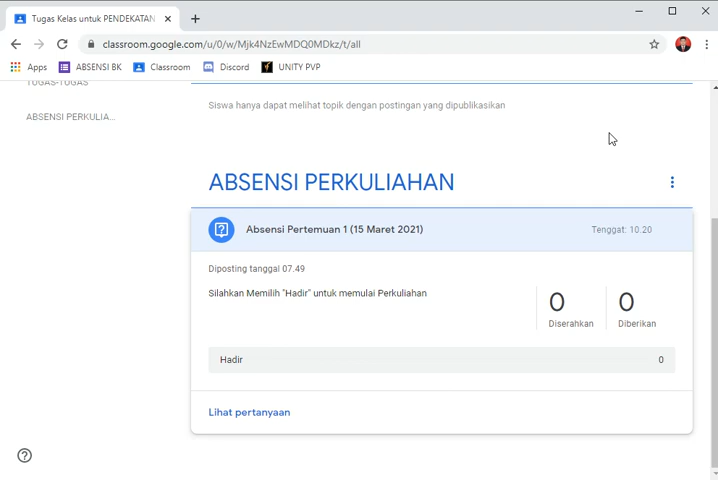 Tugas Kelas untuk PENDEKATAN
classroom.google.com/u/0/w/Mjk4NzEwMDQ0MDkz/t/all
Apps ABSENSI BK Classroom Discord UNITY PVP
TUGAS-TUGAS
Siswa hanya dapat melihat topik dengan postingan yang dipublikasikan
ABSENSI PERKULIA...
ABSENSI PERKULIAHAN
Absensi Pertemuan 1 (15 Maret 2021) Tenggat: 10.20
Diposting tanggal 07.49
Silahkan Memilih "Hadir" untuk memulai Perkuliahan
0 0
Diserahkan Diberikan
Hadir 0
Lihat pertanyaan